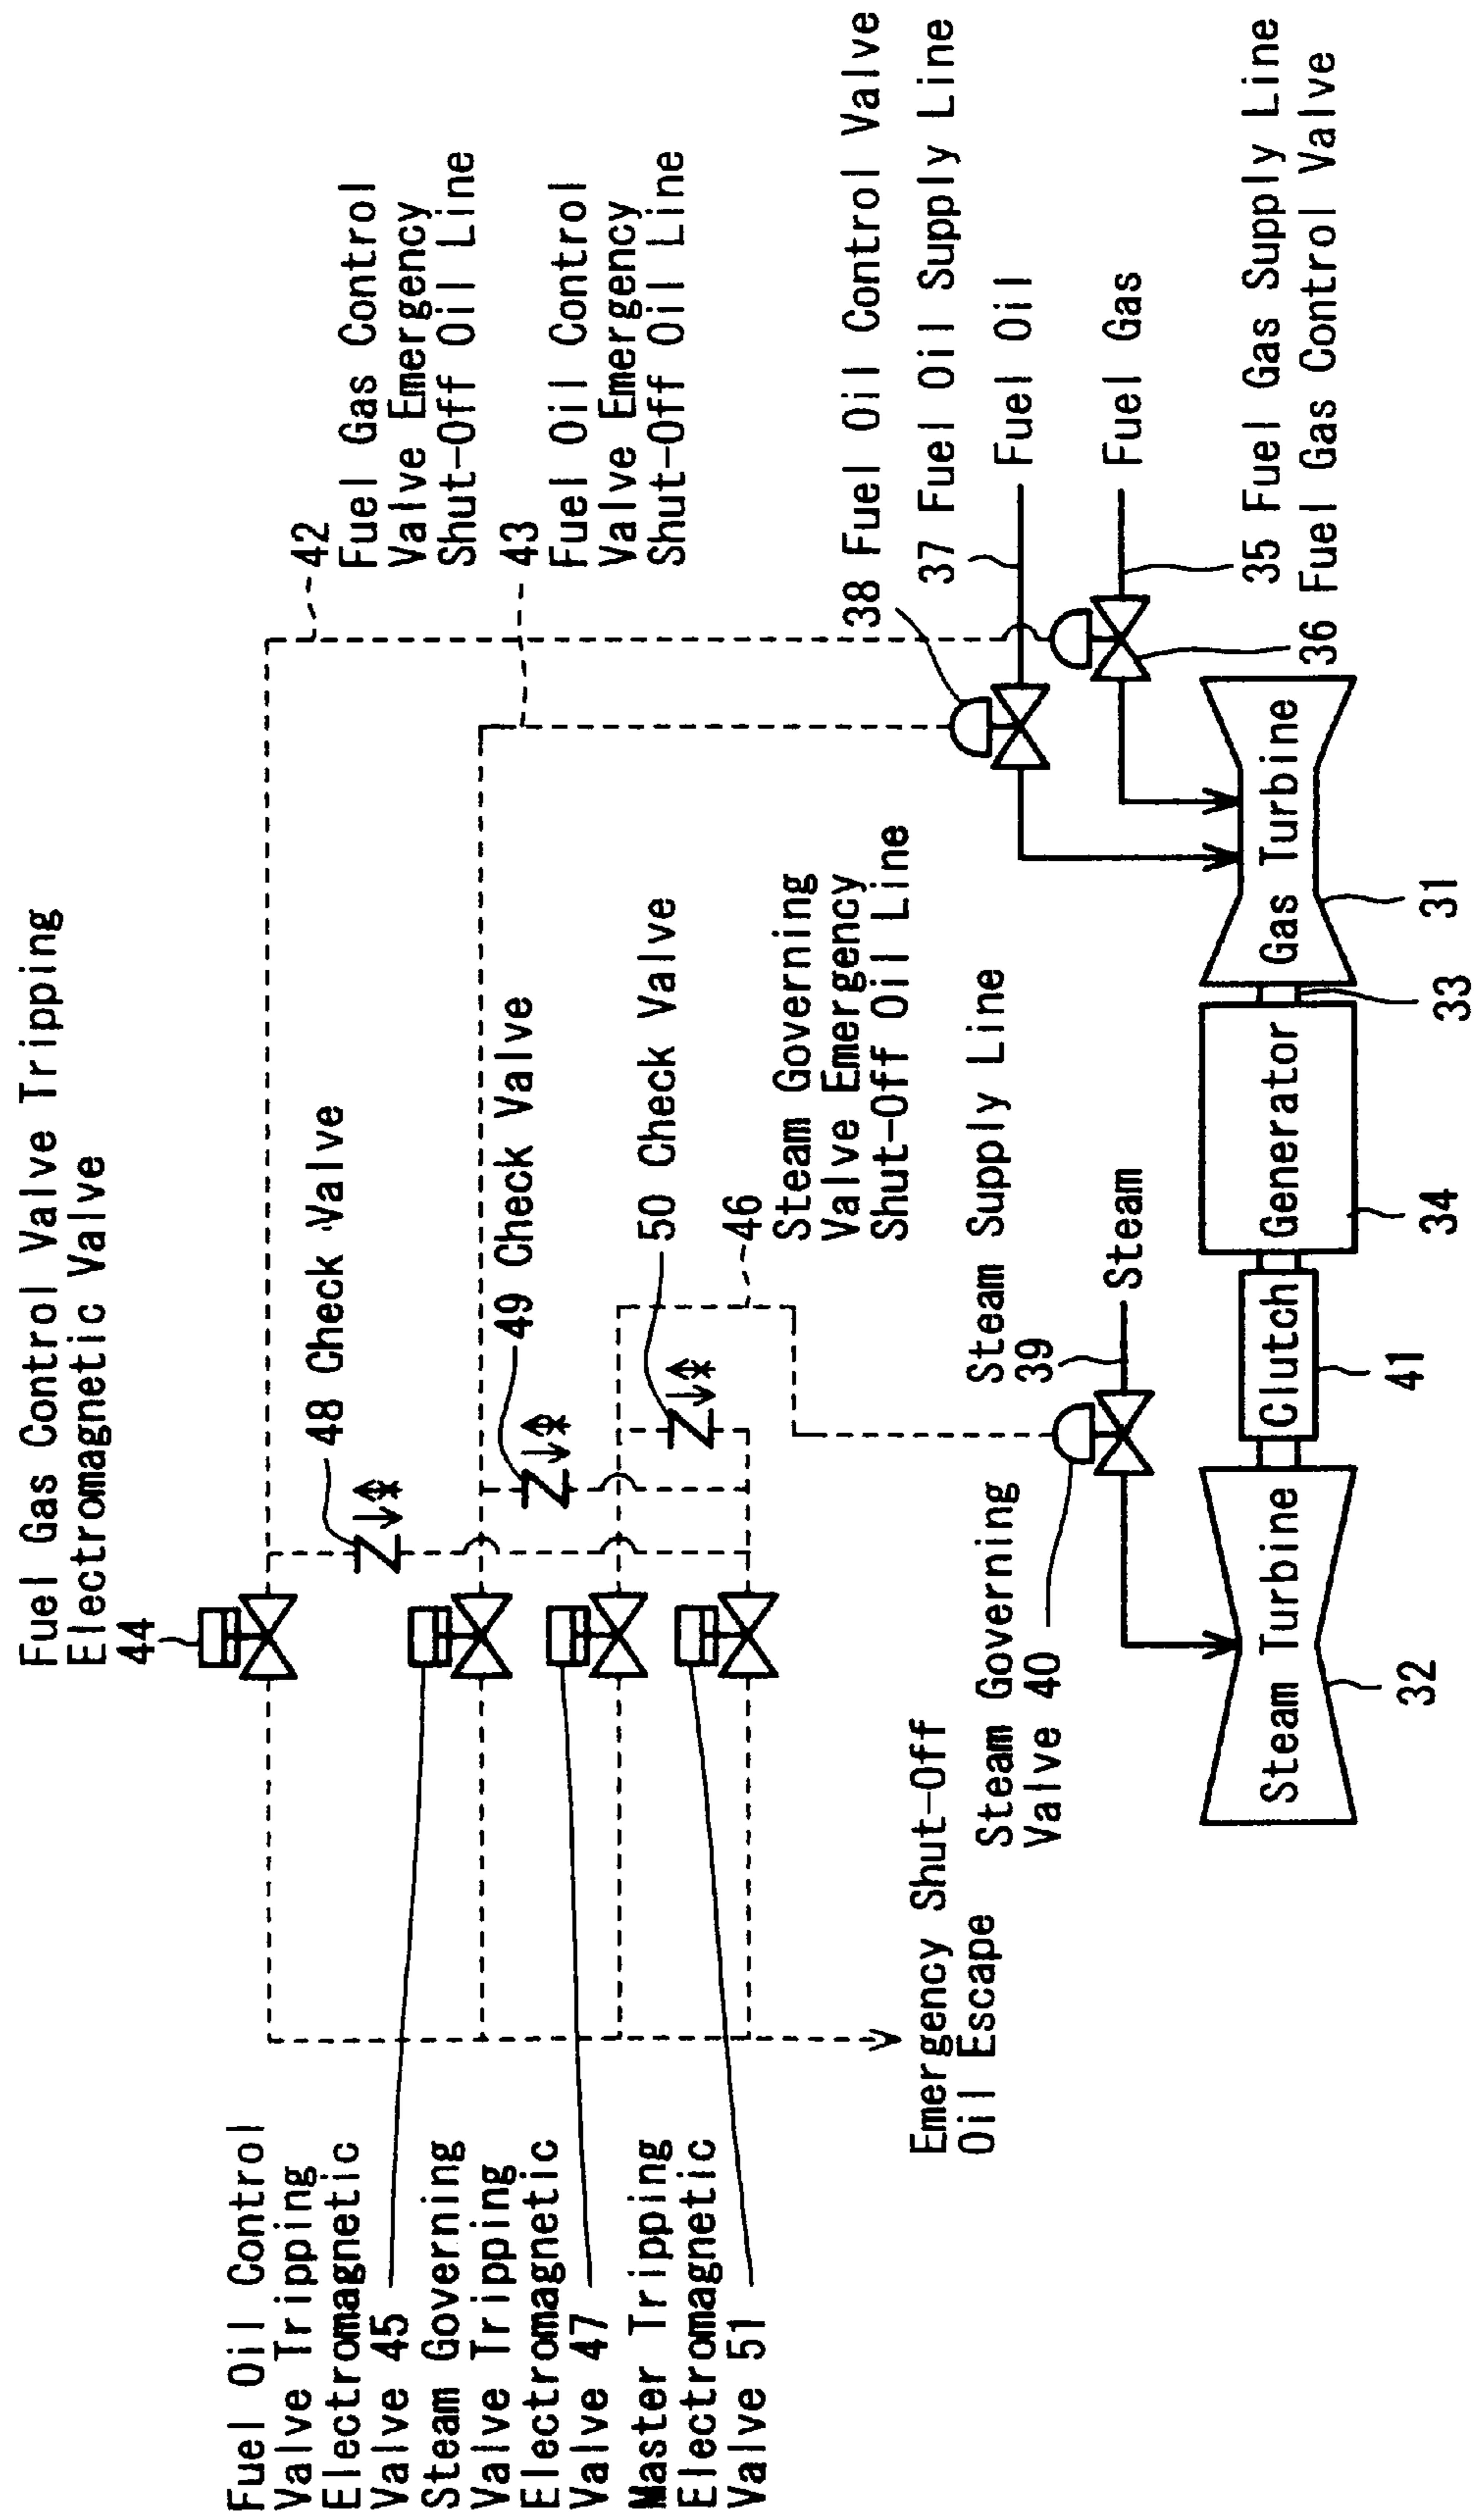 Fuel Gas Control Valve Tripping
Electromagnetic Valve
44
48 Check Valve
49 Check Valve
50 Check Valve
46
Steam Governing
Valve Emergency
Shut-Off Oil Line
42
Fuel Gas Control
Valve Emergency
Shut-Off Oil Line
43
Fuel Oil Control
Valve Emergency
Shut-Off Oil Line
Fuel Oil Control
Valve Tripping
Electromagnetic
Valve 45
Steam Governing
Valve Tripping
Electromagnetic
Valve 47
Master Tripping
Electromagnetic
Valve 51
Emergency Shut-Off
Oil Escape
Steam Governing
Valve 40
Steam Supply Line
39
Steam
38 Fuel Oil Control Valve
37 Fuel Oil Supply Line
Fuel Oil
Fuel Gas
35 Fuel Gas Supply Line
36 Fuel Gas Control Valve
Steam Turbine
Clutch
Generator
Gas Turbine
32
41
34
33
31